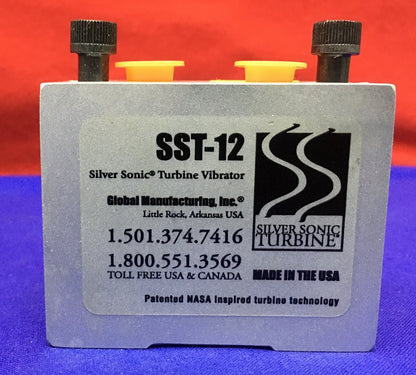 SST-12
Silver Sonic® Turbine Vibrator
Global Manufacturing, Inc.®
Little Rock, Arkansas USA
1.501.374.7416
1.800.551.3569
TOLL FREE USA & CANADA
SILVER SONIC
TURBINE™
MADE IN THE USA
Patented NASA inspired turbine technology